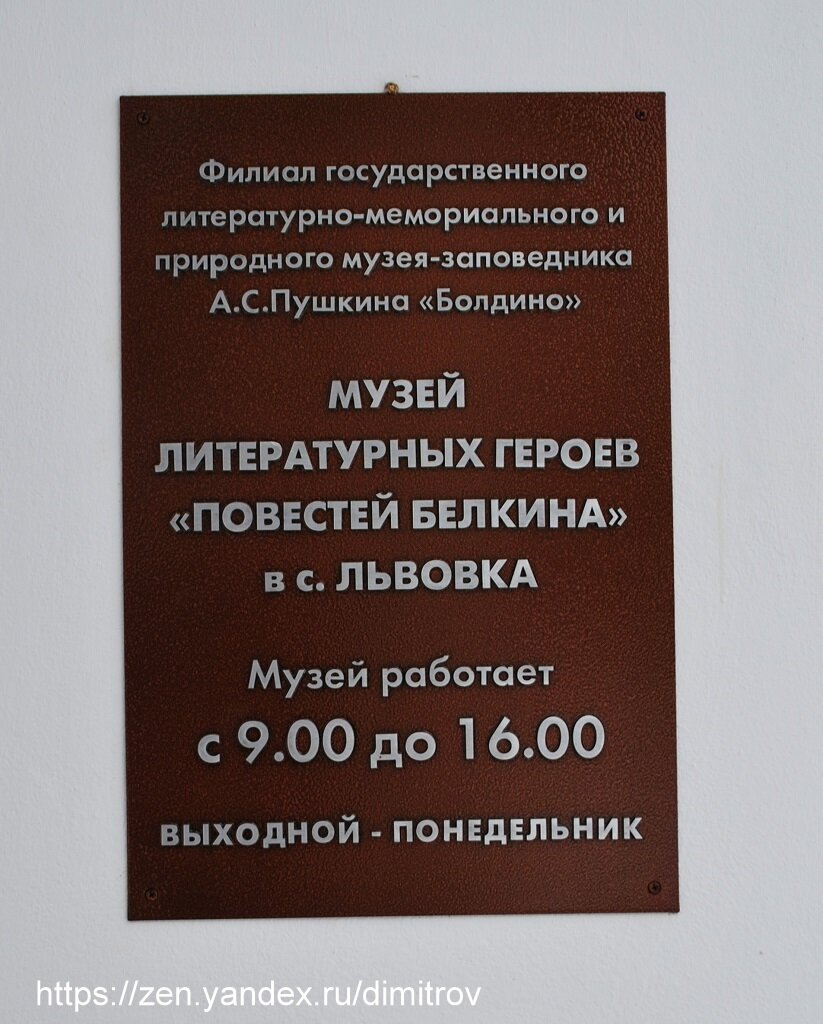 Филиал государственного
литературно-мемориального и
природного музея-заповедника
А.С.Пушкина «Болдино»
МУЗЕЙ
ЛИТЕРАТУРНЫХ ГЕРОЕВ
«ПОВЕСТЕЙ БЕЛКИНА»
в с. ЛЬВОВКА
Музей работает
с 9.00 до 16.00
ВЫХОДНОЙ - ПОНЕДЕЛЬНИК
https://zen.yandex.ru/dimitrov